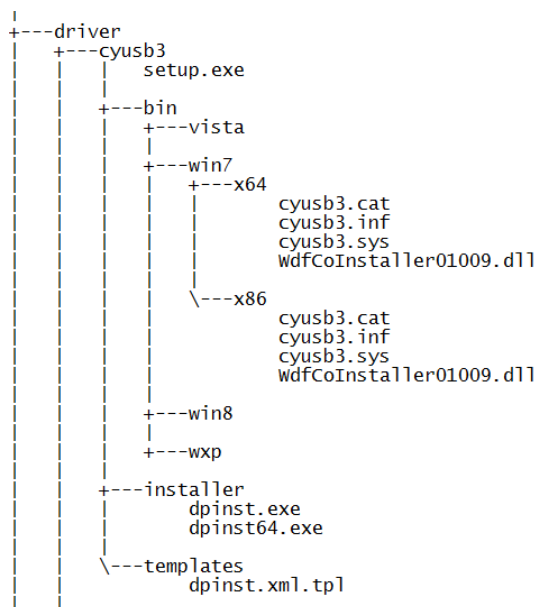 |
+---driver
|   +---cyusb3
|   |   |   setup.exe
|   |   |
|   |   +---bin
|   |   |   +---vista
|   |   |   |
|   |   |   +---win7
|   |   |   |   +---x64
|   |   |   |   |       cyusb3.cat
|   |   |   |   |       cyusb3.inf
|   |   |   |   |       cyusb3.sys
|   |   |   |   |       WdfCoInstaller01009.dll
|   |   |   |   |
|   |   |   |   \---x86
|   |   |   |           cyusb3.cat
|   |   |   |           cyusb3.inf
|   |   |   |           cyusb3.sys
|   |   |   |           WdfCoInstaller01009.dll
|   |   |   |
|   |   |   +---win8
|   |   |   |
|   |   |   +---wxp
|   |   |
|   |   +---installer
|   |   |       dpinst.exe
|   |   |       dpinst64.exe
|   |   |
|   |   \---templates
|   |           dpinst.xml.tpl
|   |